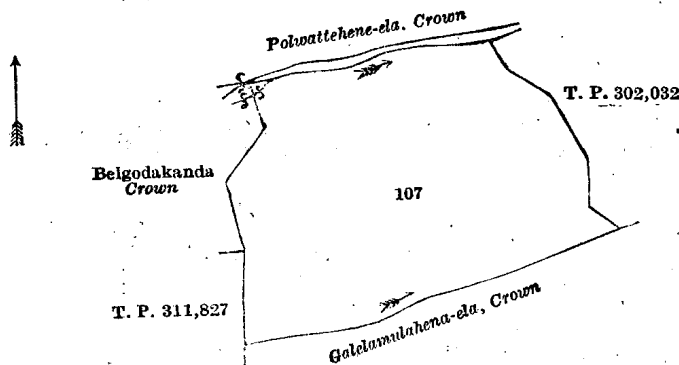 Polwattehene-ela. Crown
T. P. 302,032
Belgodakanda
Crown
107
T. P. 311,827
Galelamulahena-ela, Crown